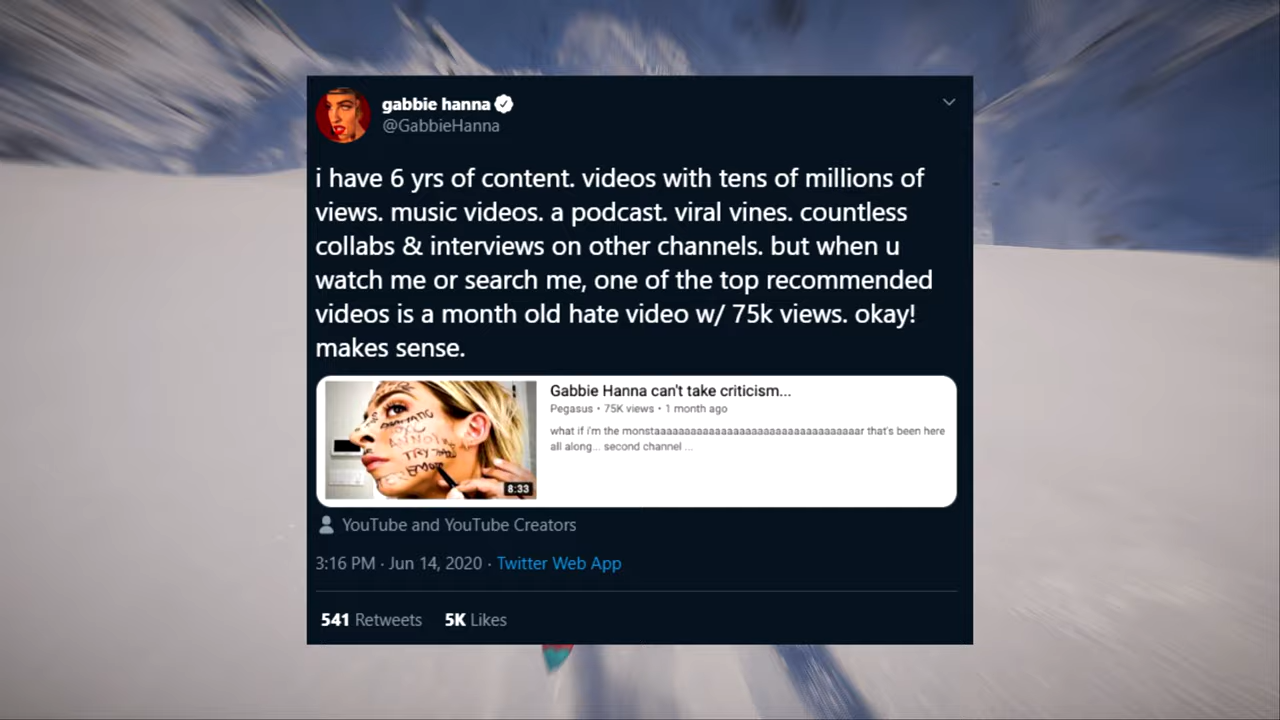 gabbie hanna
@GabbieHanna
i have 6 yrs of content. videos with tens of millions of
views. music videos. a podcast. viral vines. countless
collabs & interviews on other channels. but when u
watch me or search me, one of the top recommended
videos is a month old hate video w/ 75k views. okay!
makes sense.
Gabbie Hanna can't take criticism...
Pegasus • 75K views • 1 month ago
what if i'm the monstaaaaaaaaaaaaaaaaaaaaaaaaaaaaaaaaaaar that's been here
all along... second channel ...
8:33
YouTube and YouTube Creators
3:16 PM · Jun 14, 2020 · Twitter Web App
541 Retweets 5K Likes